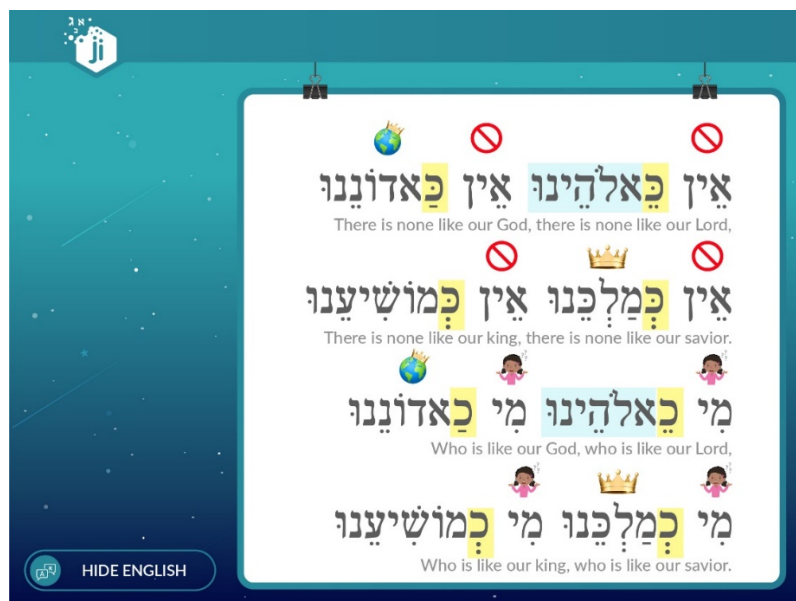 א ג
ב
ji
אֵין כֵּאלֹהֵינוּ אֵין כַּאדוֹנֵנוּ
There is none like our God, there is none like our Lord,
אֵין כְּמַלְכֵּנוּ אֵין כְּמוֹשִׁיעֵנוּ
There is none like our king, there is none like our savior.
מִי כֵאלֹהֵינוּ מִי כַאדוֹנֵנוּ
Who is like our God, who is like our Lord,
מִי כְמַלְכֵּנוּ מִי כְמוֹשִׁיעֵנוּ
Who is like our king, who is like our savior.
HIDE ENGLISH